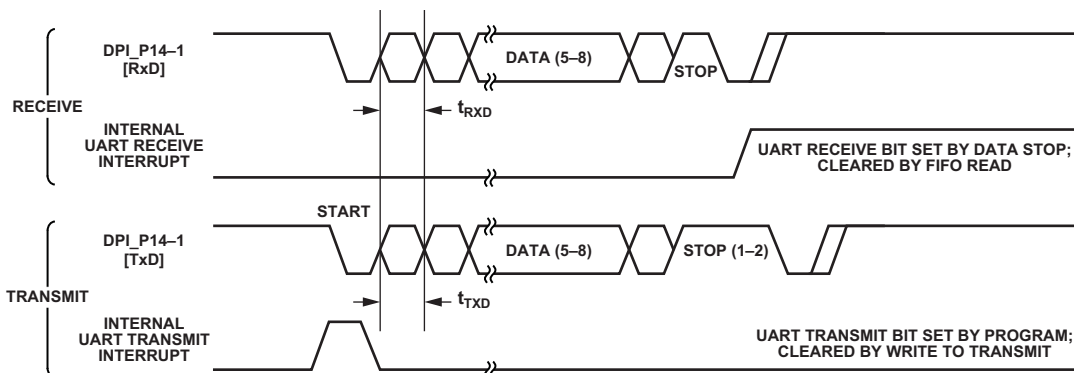 RECEIVE
DPI_P14–1
[RxD]
DATA (5–8)
STOP
tRXD
INTERNAL
UART RECEIVE
INTERRUPT
UART RECEIVE BIT SET BY DATA STOP;
CLEARED BY FIFO READ
TRANSMIT
START
DPI_P14–1
[TxD]
DATA (5–8)
STOP (1–2)
tTXD
INTERNAL
UART TRANSMIT
INTERRUPT
UART TRANSMIT BIT SET BY PROGRAM;
CLEARED BY WRITE TO TRANSMIT